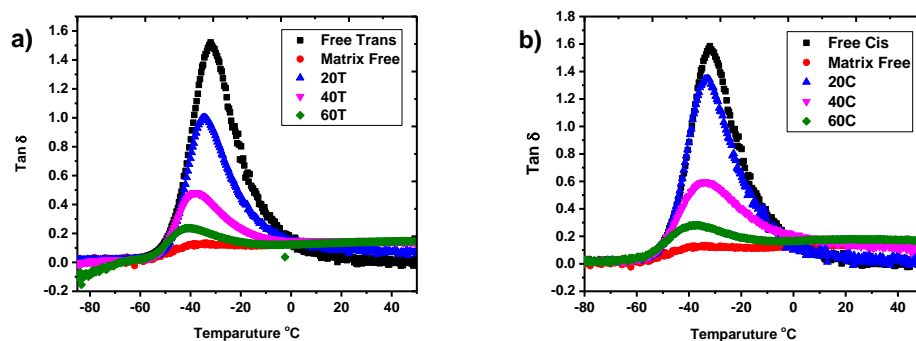 a)
Free Trans
Matrix Free
20T
40T
60T
Tan δ
1.6
1.4
1.2
1.0
0.8
0.6
0.4
0.2
0.0
-0.2
-80 -60 -40 -20 0 20 40
Temparuture °C
b)
Free Cis
Matrix Free
20C
40C
60C
Tan δ
1.8
1.6
1.4
1.2
1.0
0.8
0.6
0.4
0.2
0.0
-0.2
-80 -60 -40 -20 0 20 40
Temparuture °C